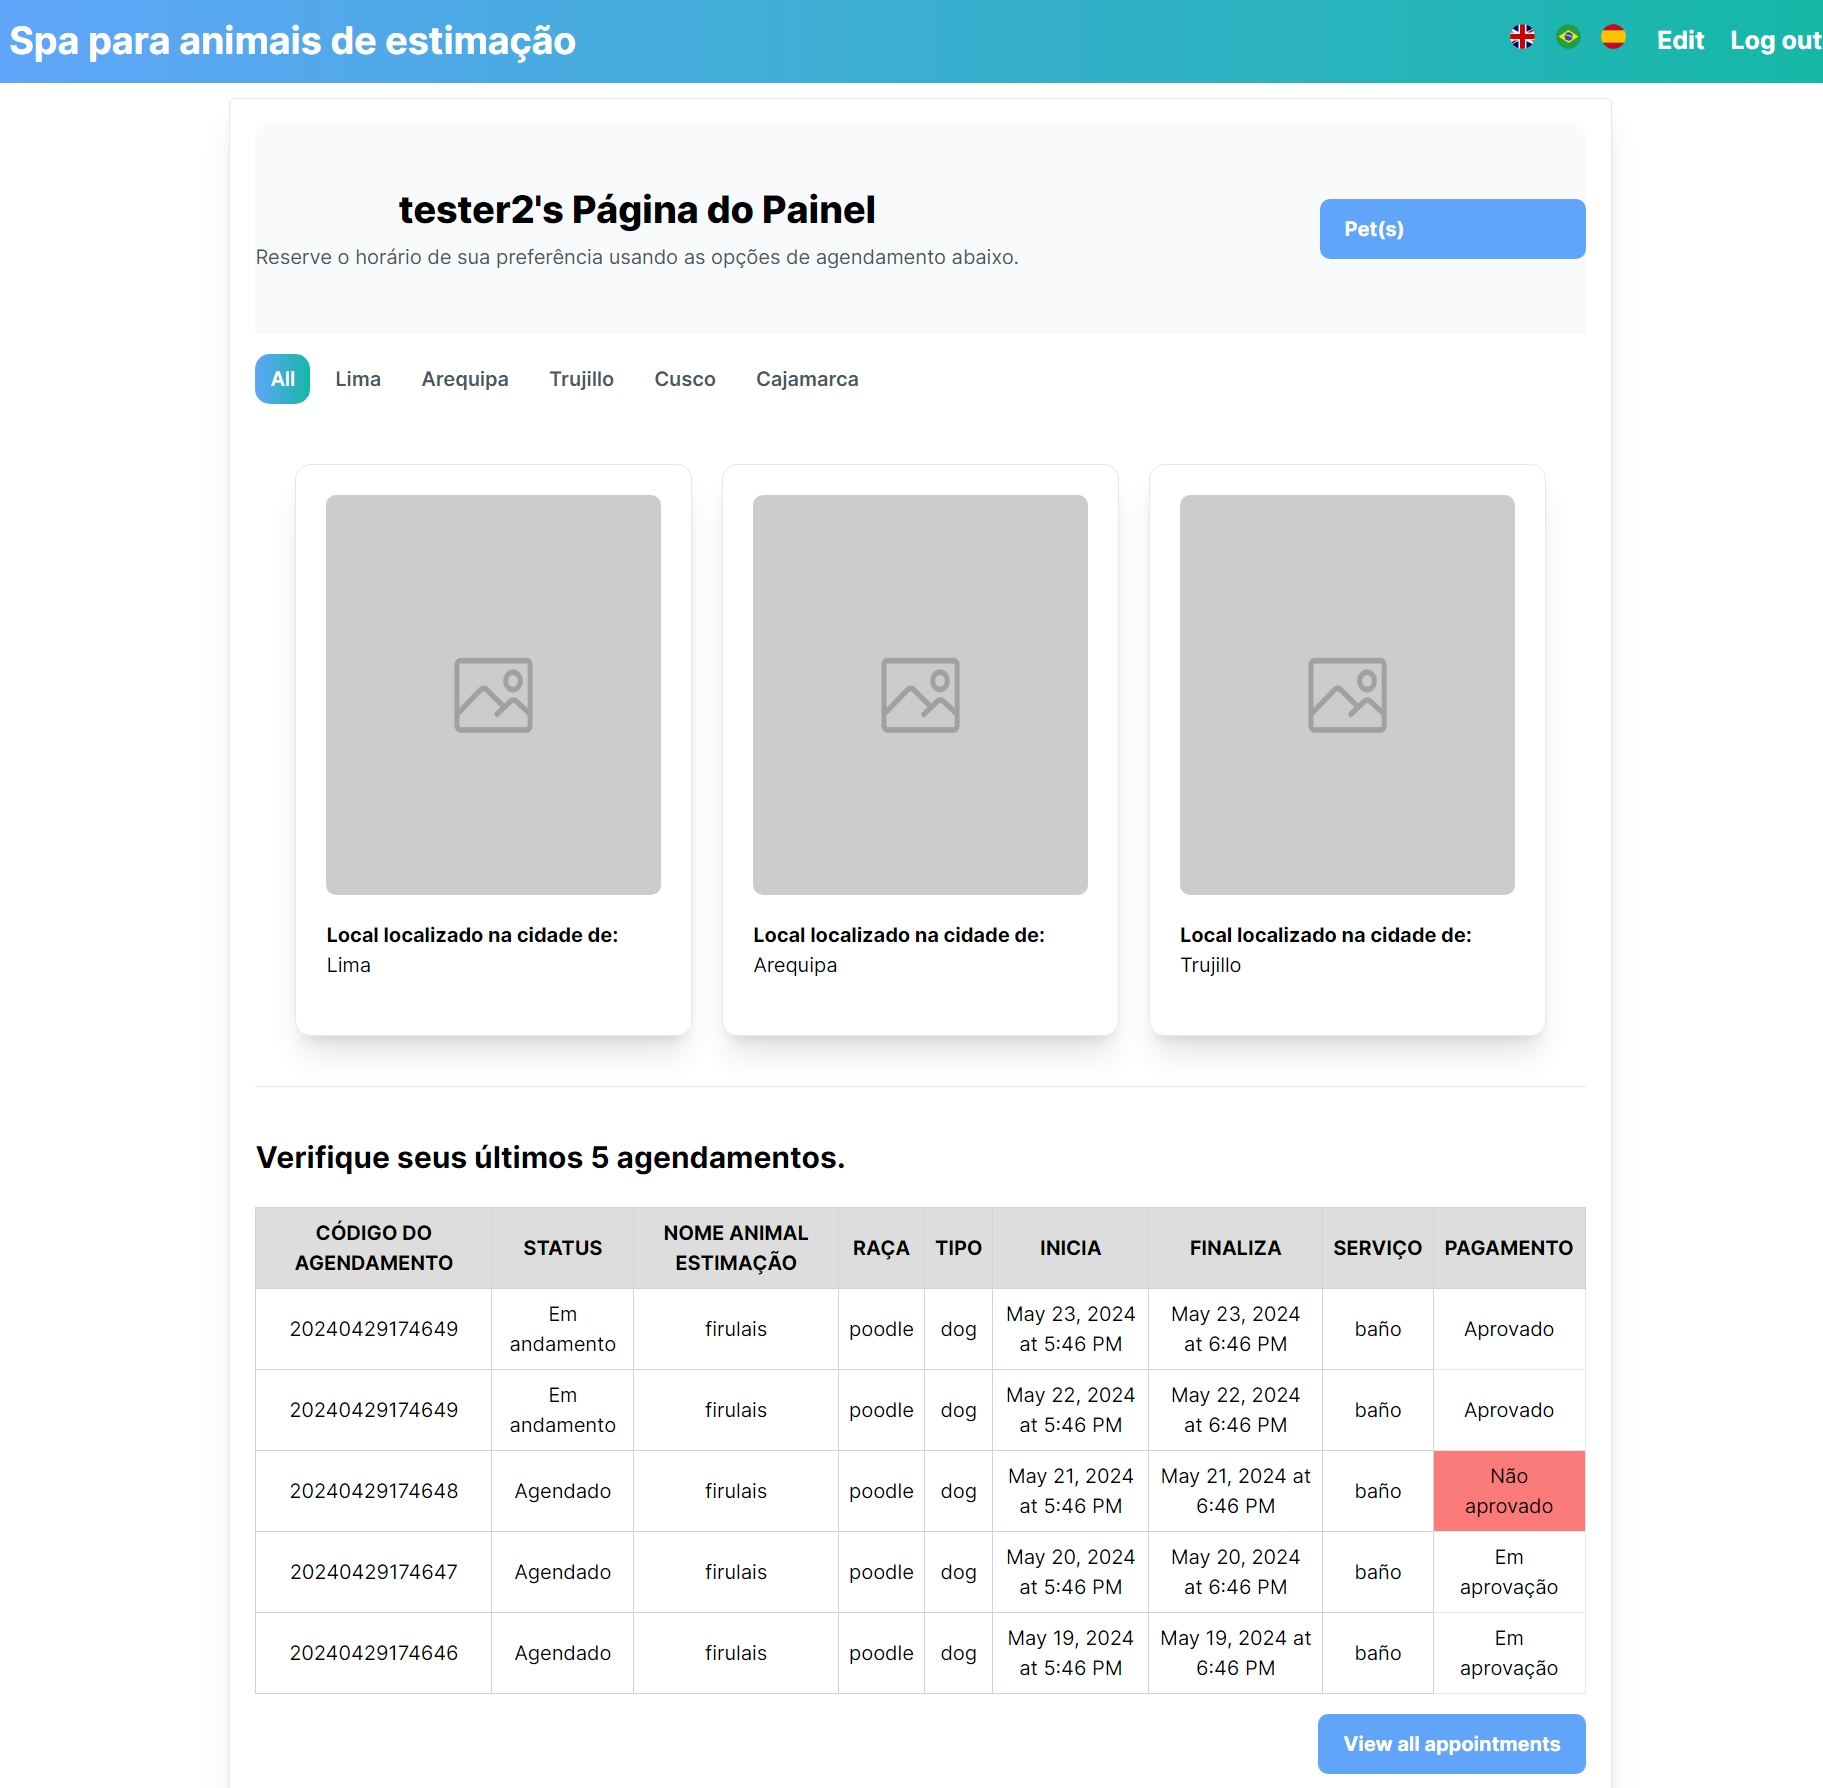 Spa para animais de estimação
Edit Log out
tester2's Página do Painel
Reserve o horário de sua preferência usando as opções de agendamento abaixo.
Pet(s)
All Lima Arequipa Trujillo Cusco Cajamarca
Local localizado na cidade de:
Lima
Local localizado na cidade de:
Arequipa
Local localizado na cidade de:
Trujillo
Verifique seus últimos 5 agendamentos.
CÓDIGO DO AGENDAMENTO STATUS NOME ANIMAL ESTIMAÇÃO RAÇA TIPO INICIA FINALIZA SERVIÇO PAGAMENTO
20240429174649 Em andamento firulais poodle dog May 23, 2024 at 5:46 PM May 23, 2024 at 6:46 PM baño Aprovado
20240429174649 Em andamento firulais poodle dog May 22, 2024 at 5:46 PM May 22, 2024 at 6:46 PM baño Aprovado
20240429174648 Agendado firulais poodle dog May 21, 2024 at 5:46 PM May 21, 2024 at 6:46 PM baño Não aprovado
20240429174647 Agendado firulais poodle dog May 20, 2024 at 5:46 PM May 20, 2024 at 6:46 PM baño Em aprovação
20240429174646 Agendado firulais poodle dog May 19, 2024 at 5:46 PM May 19, 2024 at 6:46 PM baño Em aprovação
View all appointments